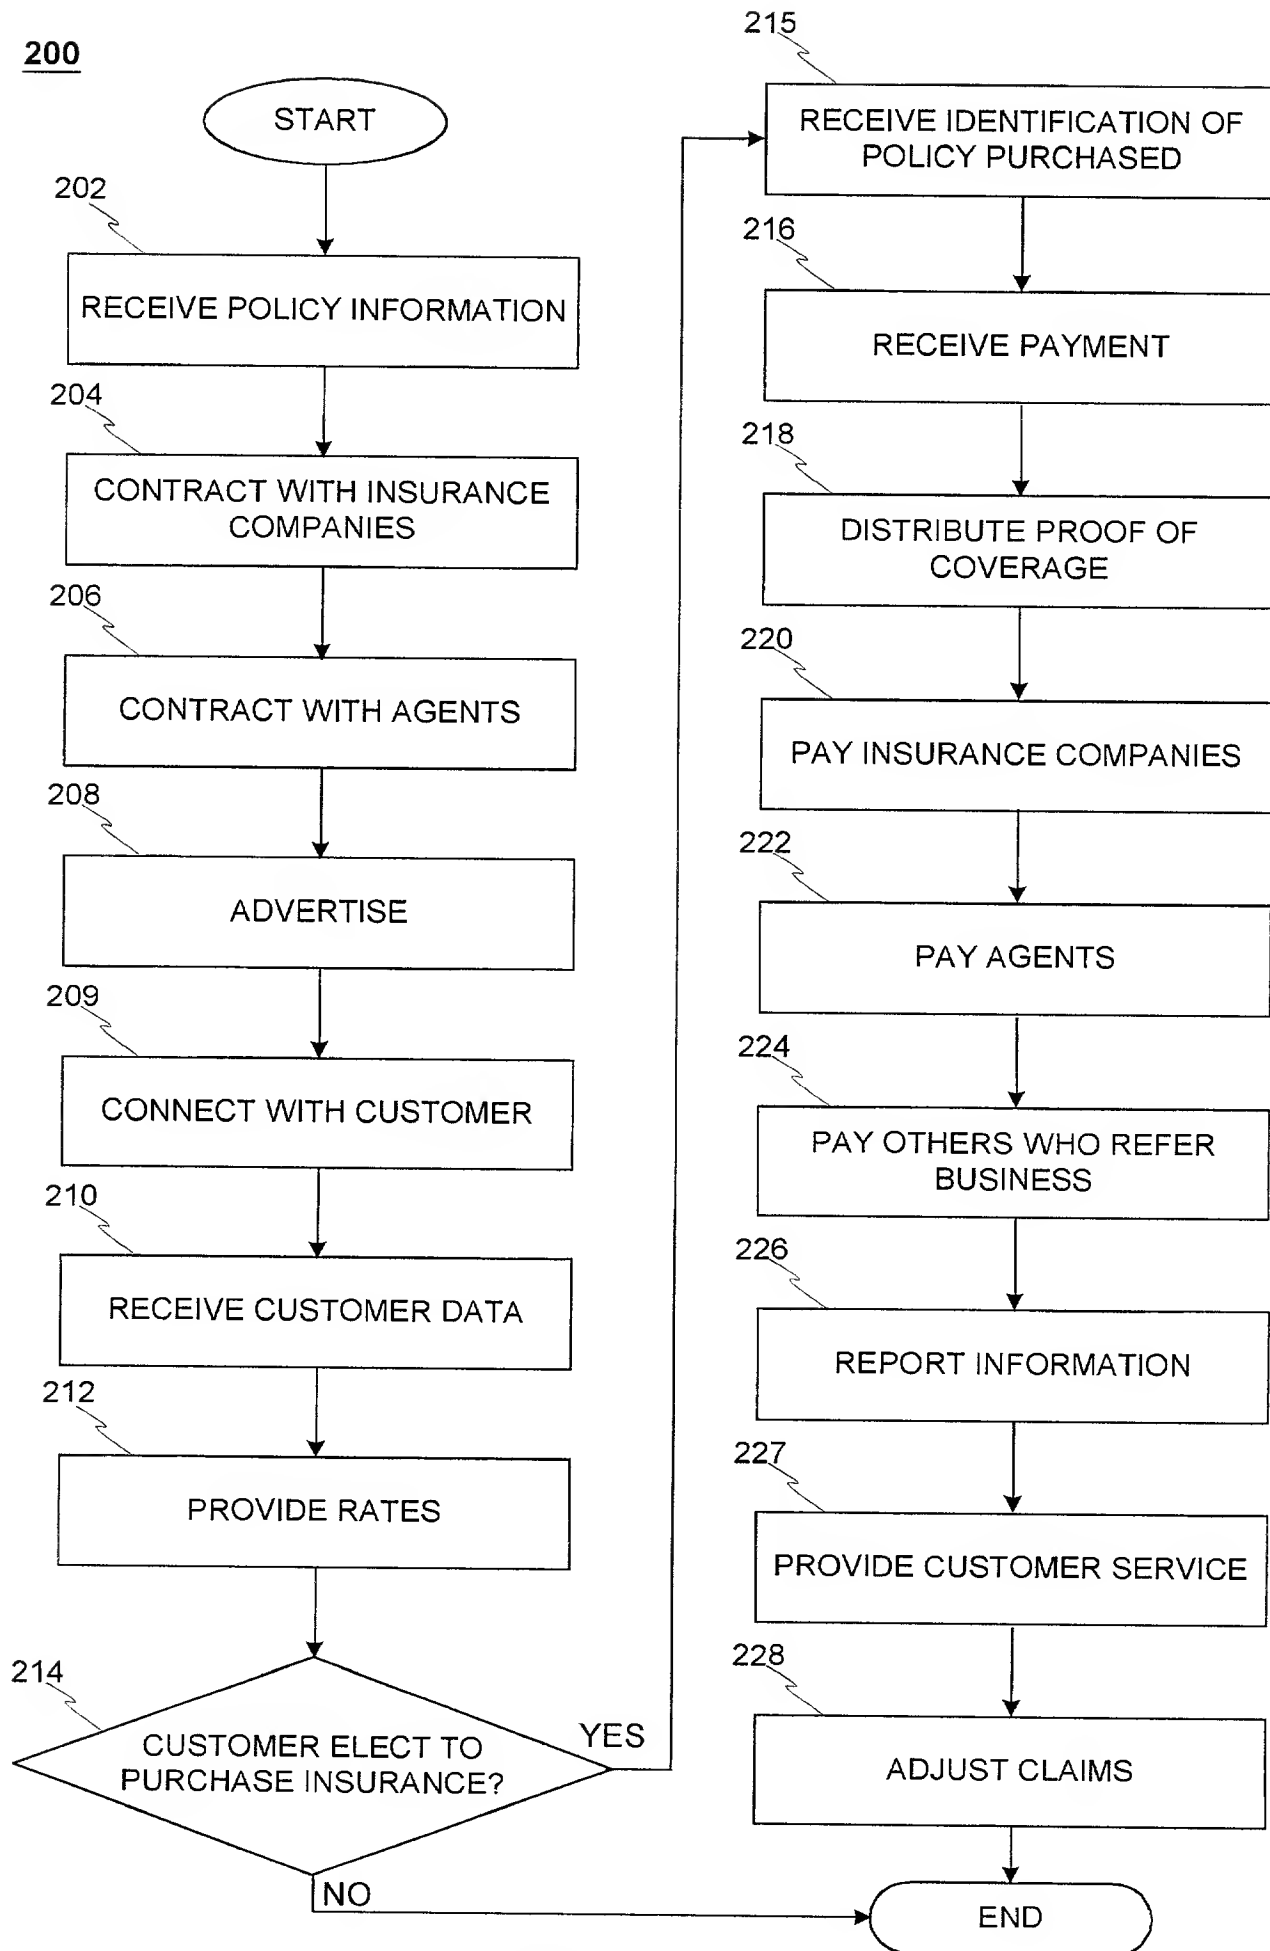 200
START
202
RECEIVE POLICY INFORMATION
204
CONTRACT WITH INSURANCE
COMPANIES
206
CONTRACT WITH AGENTS
208
ADVERTISE
209
CONNECT WITH CUSTOMER
210
RECEIVE CUSTOMER DATA
212
PROVIDE RATES
214
CUSTOMER ELECT TO
PURCHASE INSURANCE?
YES
NO
215
RECEIVE IDENTIFICATION OF
POLICY PURCHASED
216
RECEIVE PAYMENT
218
DISTRIBUTE PROOF OF
COVERAGE
220
PAY INSURANCE COMPANIES
222
PAY AGENTS
224
PAY OTHERS WHO REFER
BUSINESS
226
REPORT INFORMATION
227
PROVIDE CUSTOMER SERVICE
228
ADJUST CLAIMS
END